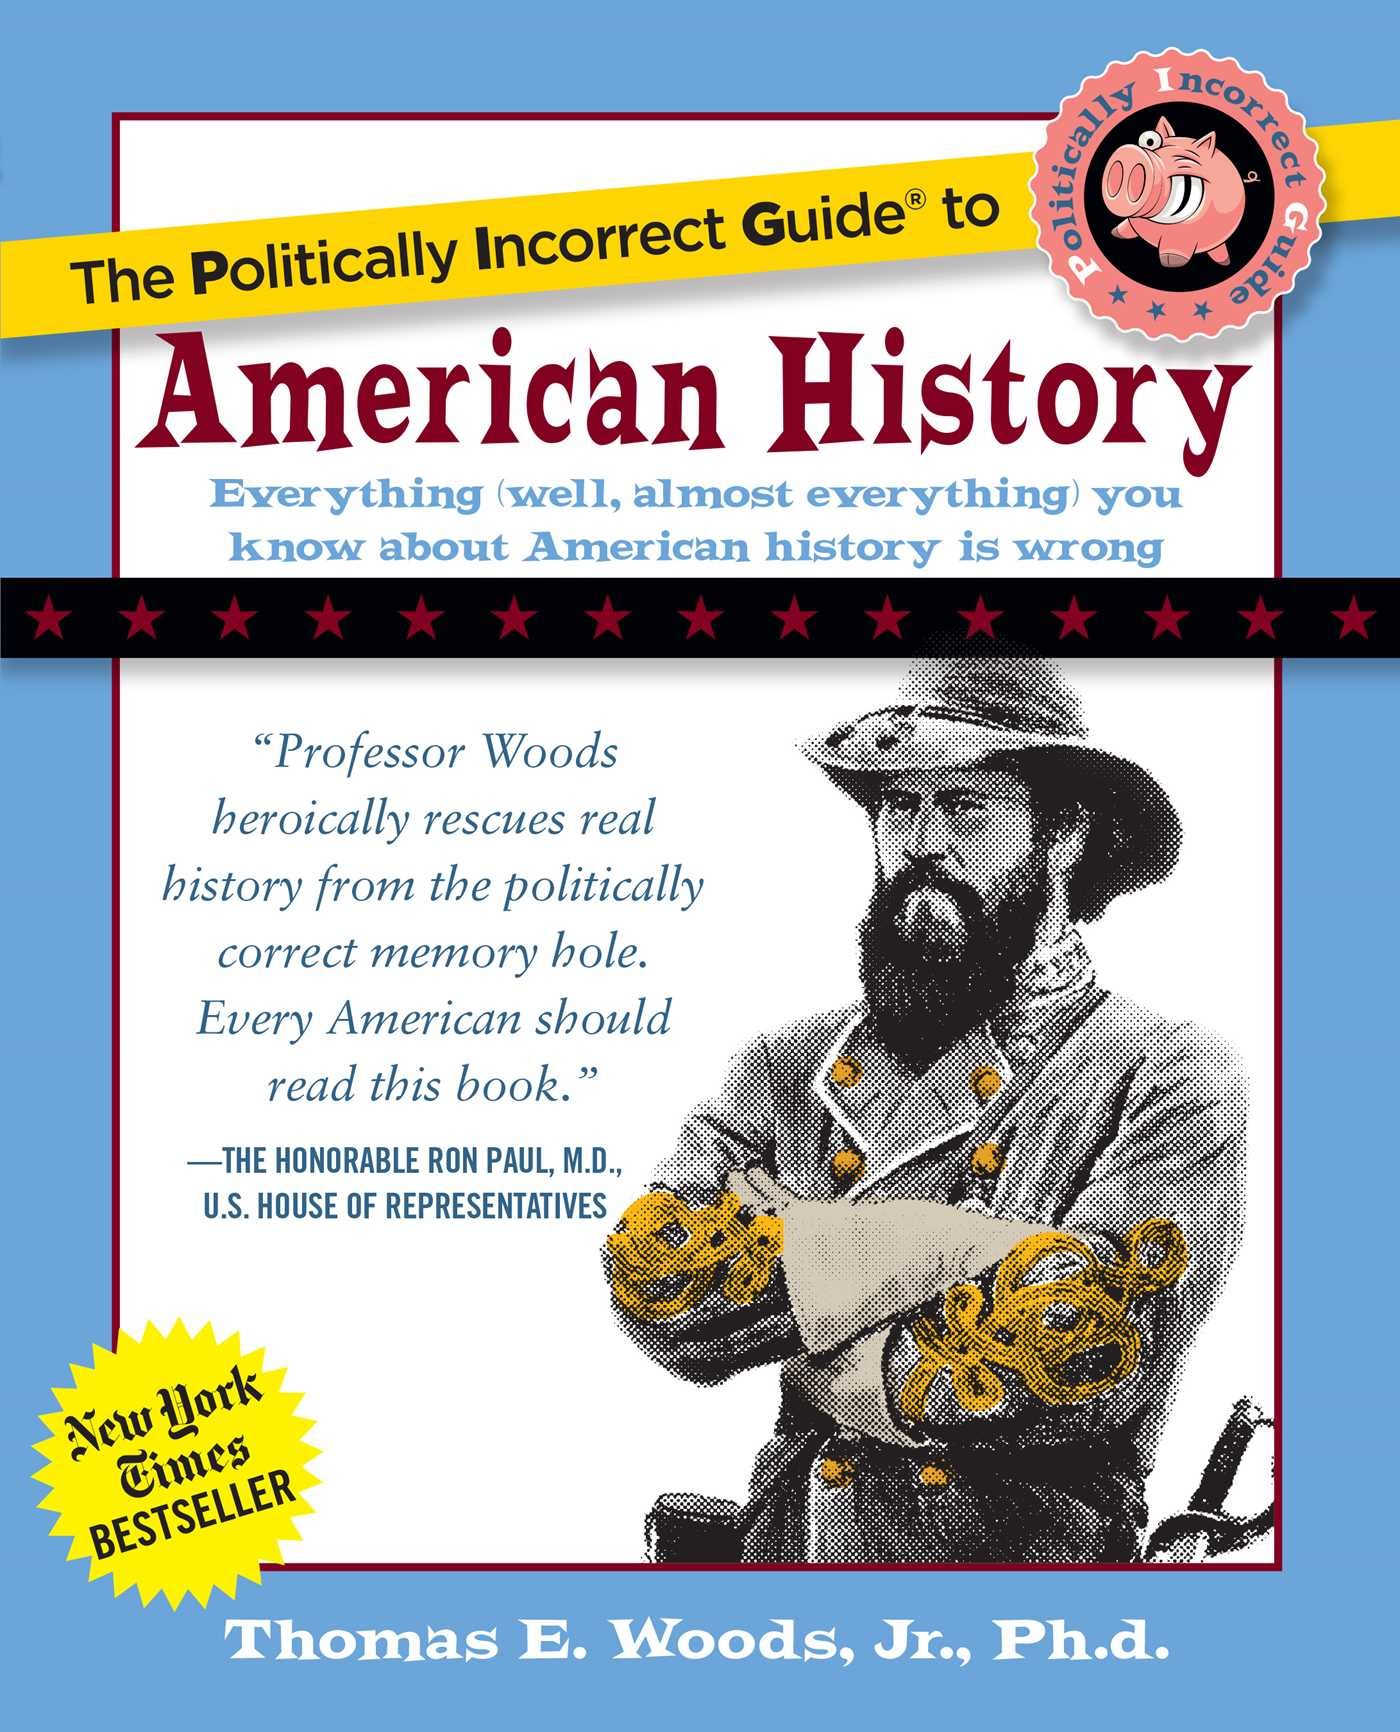 Politically Incorrect Guide
The Politically Incorrect Guide® to
American History
Everything (well, almost everything) you
know about American history is wrong
“Professor Woods
heroically rescues real
history from the politically
correct memory hole.
Every American should
read this book.”
—THE HONORABLE RON PAUL, M.D.,
U.S. HOUSE OF REPRESENTATIVES
New York
Times
BESTSELLER
Thomas E. Woods, Jr., Ph.d.